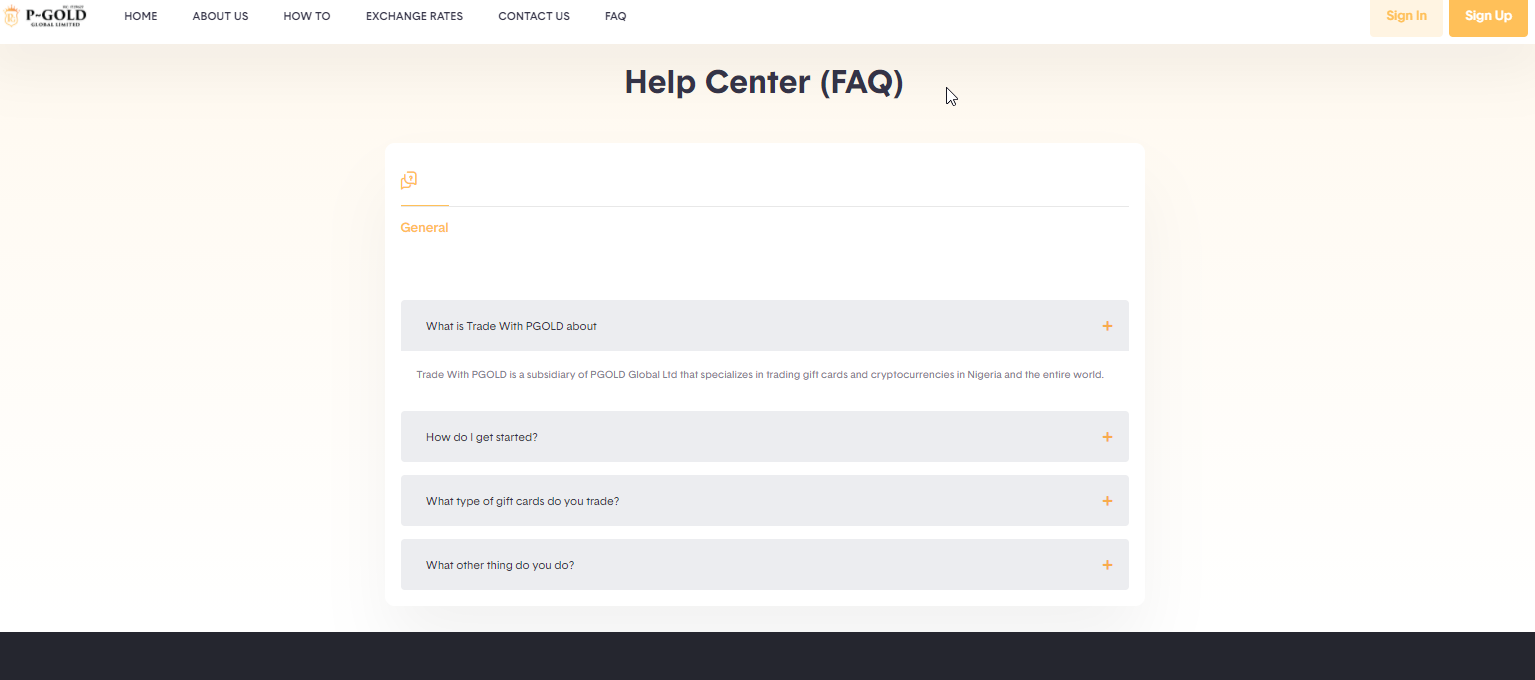 P-GOLD
GLOBAL LIMITED
HOME
ABOUT US
HOW TO
EXCHANGE RATES
CONTACT US
FAQ
Sign In
Sign Up
Help Center (FAQ)
General
What is Trade With PGOLD about
+
Trade With PGOLD is a subsidiary of PGOLD Global Ltd that specializes in trading gift cards and cryptocurrencies in Nigeria and the entire world.
How do I get started?
+
What type of gift cards do you trade?
+
What other thing do you do?
+